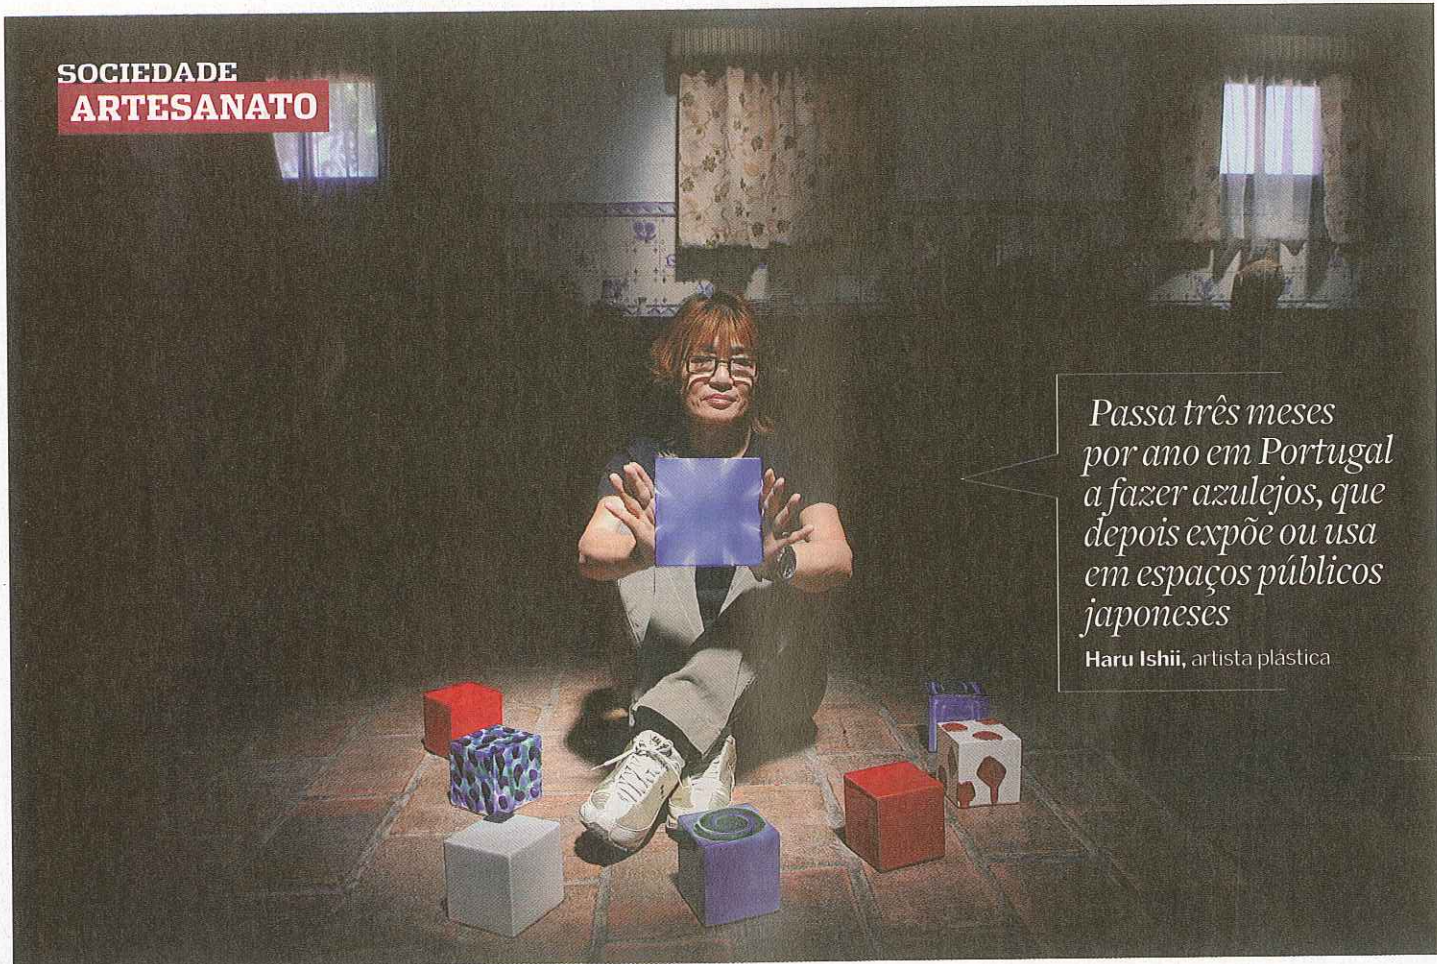 SOCIEDADE
ARTESANATO
Passa três meses
por ano em Portugal
a fazer azulejos, que
depois expõe ou usa
em espaços públicos
japoneses
Haru Ishii, artista plástica